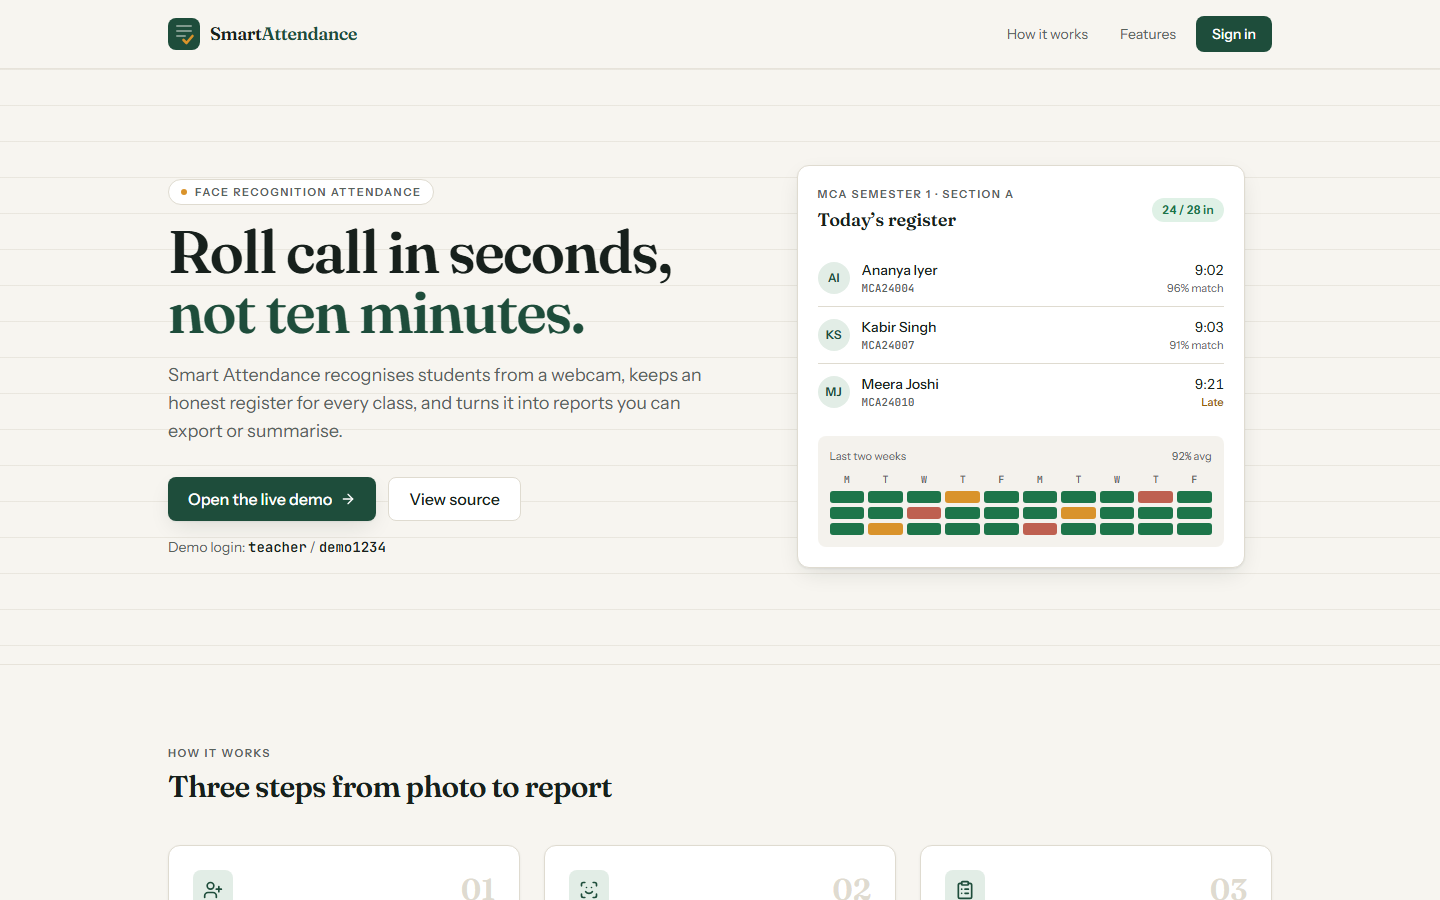 SmartAttendance
How it works
Features
Sign in
FACE RECOGNITION ATTENDANCE
Roll call in seconds,
not ten minutes.
Smart Attendance recognises students from a webcam, keeps an
honest register for every class, and turns it into reports you can
export or summarise.
Open the live demo →
View source
Demo login: teacher / demo1234
MCA SEMESTER 1 · SECTION A
Today’s register
24 / 28 in
AI
Ananya Iyer
MCA24004
9:02
96% match
KS
Kabir Singh
MCA24007
9:03
91% match
MJ
Meera Joshi
MCA24010
9:21
Late
Last two weeks
92% avg
M T W T F M T W T F
HOW IT WORKS
Three steps from photo to report
01
02
03